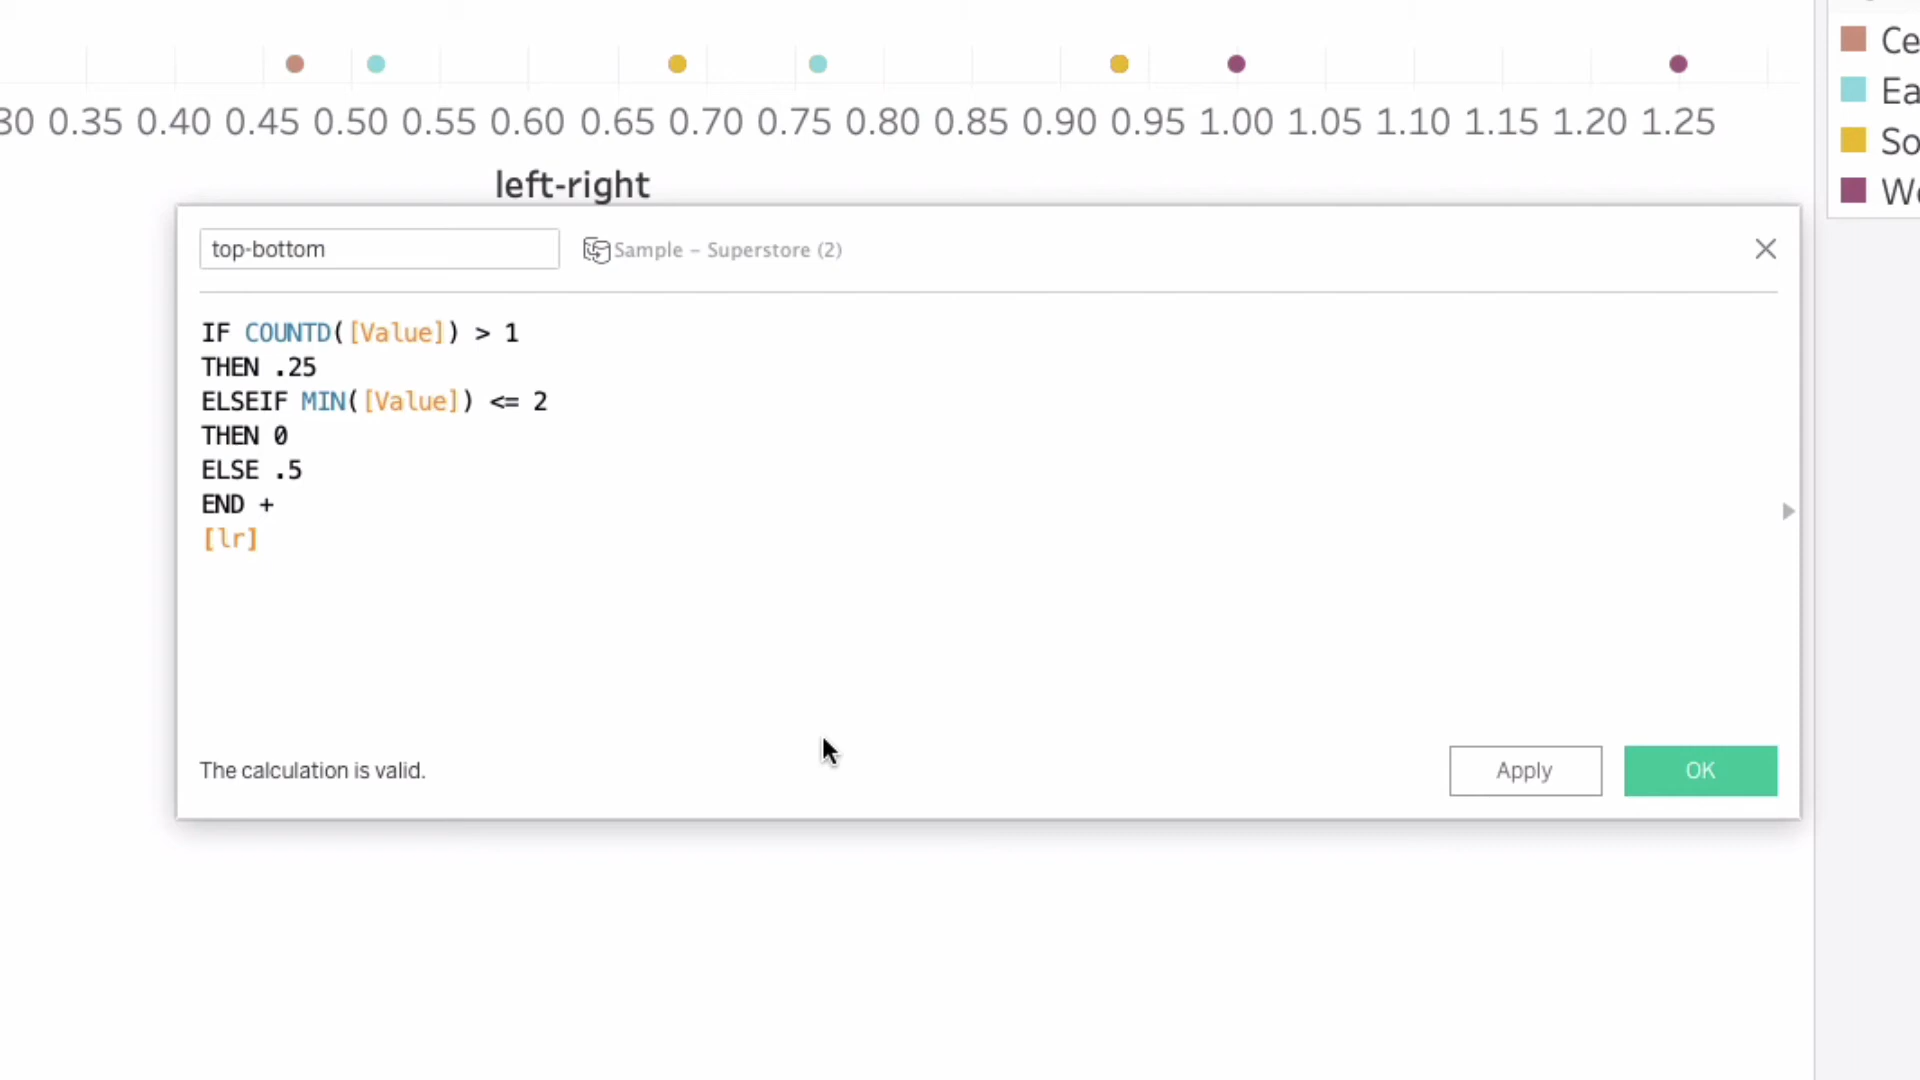 Ce
Ea
So
We
30 0.35 0.40 0.45 0.50 0.55 0.60 0.65 0.70 0.75 0.80 0.85 0.90 0.95 1.00 1.05 1.10 1.15 1.20 1.25
left-right
top-bottom Sample – Superstore (2)
IF COUNTD([Value]) > 1
THEN .25
ELSEIF MIN([Value]) <= 2
THEN 0
ELSE .5
END +
[lr]
The calculation is valid.
Apply OK